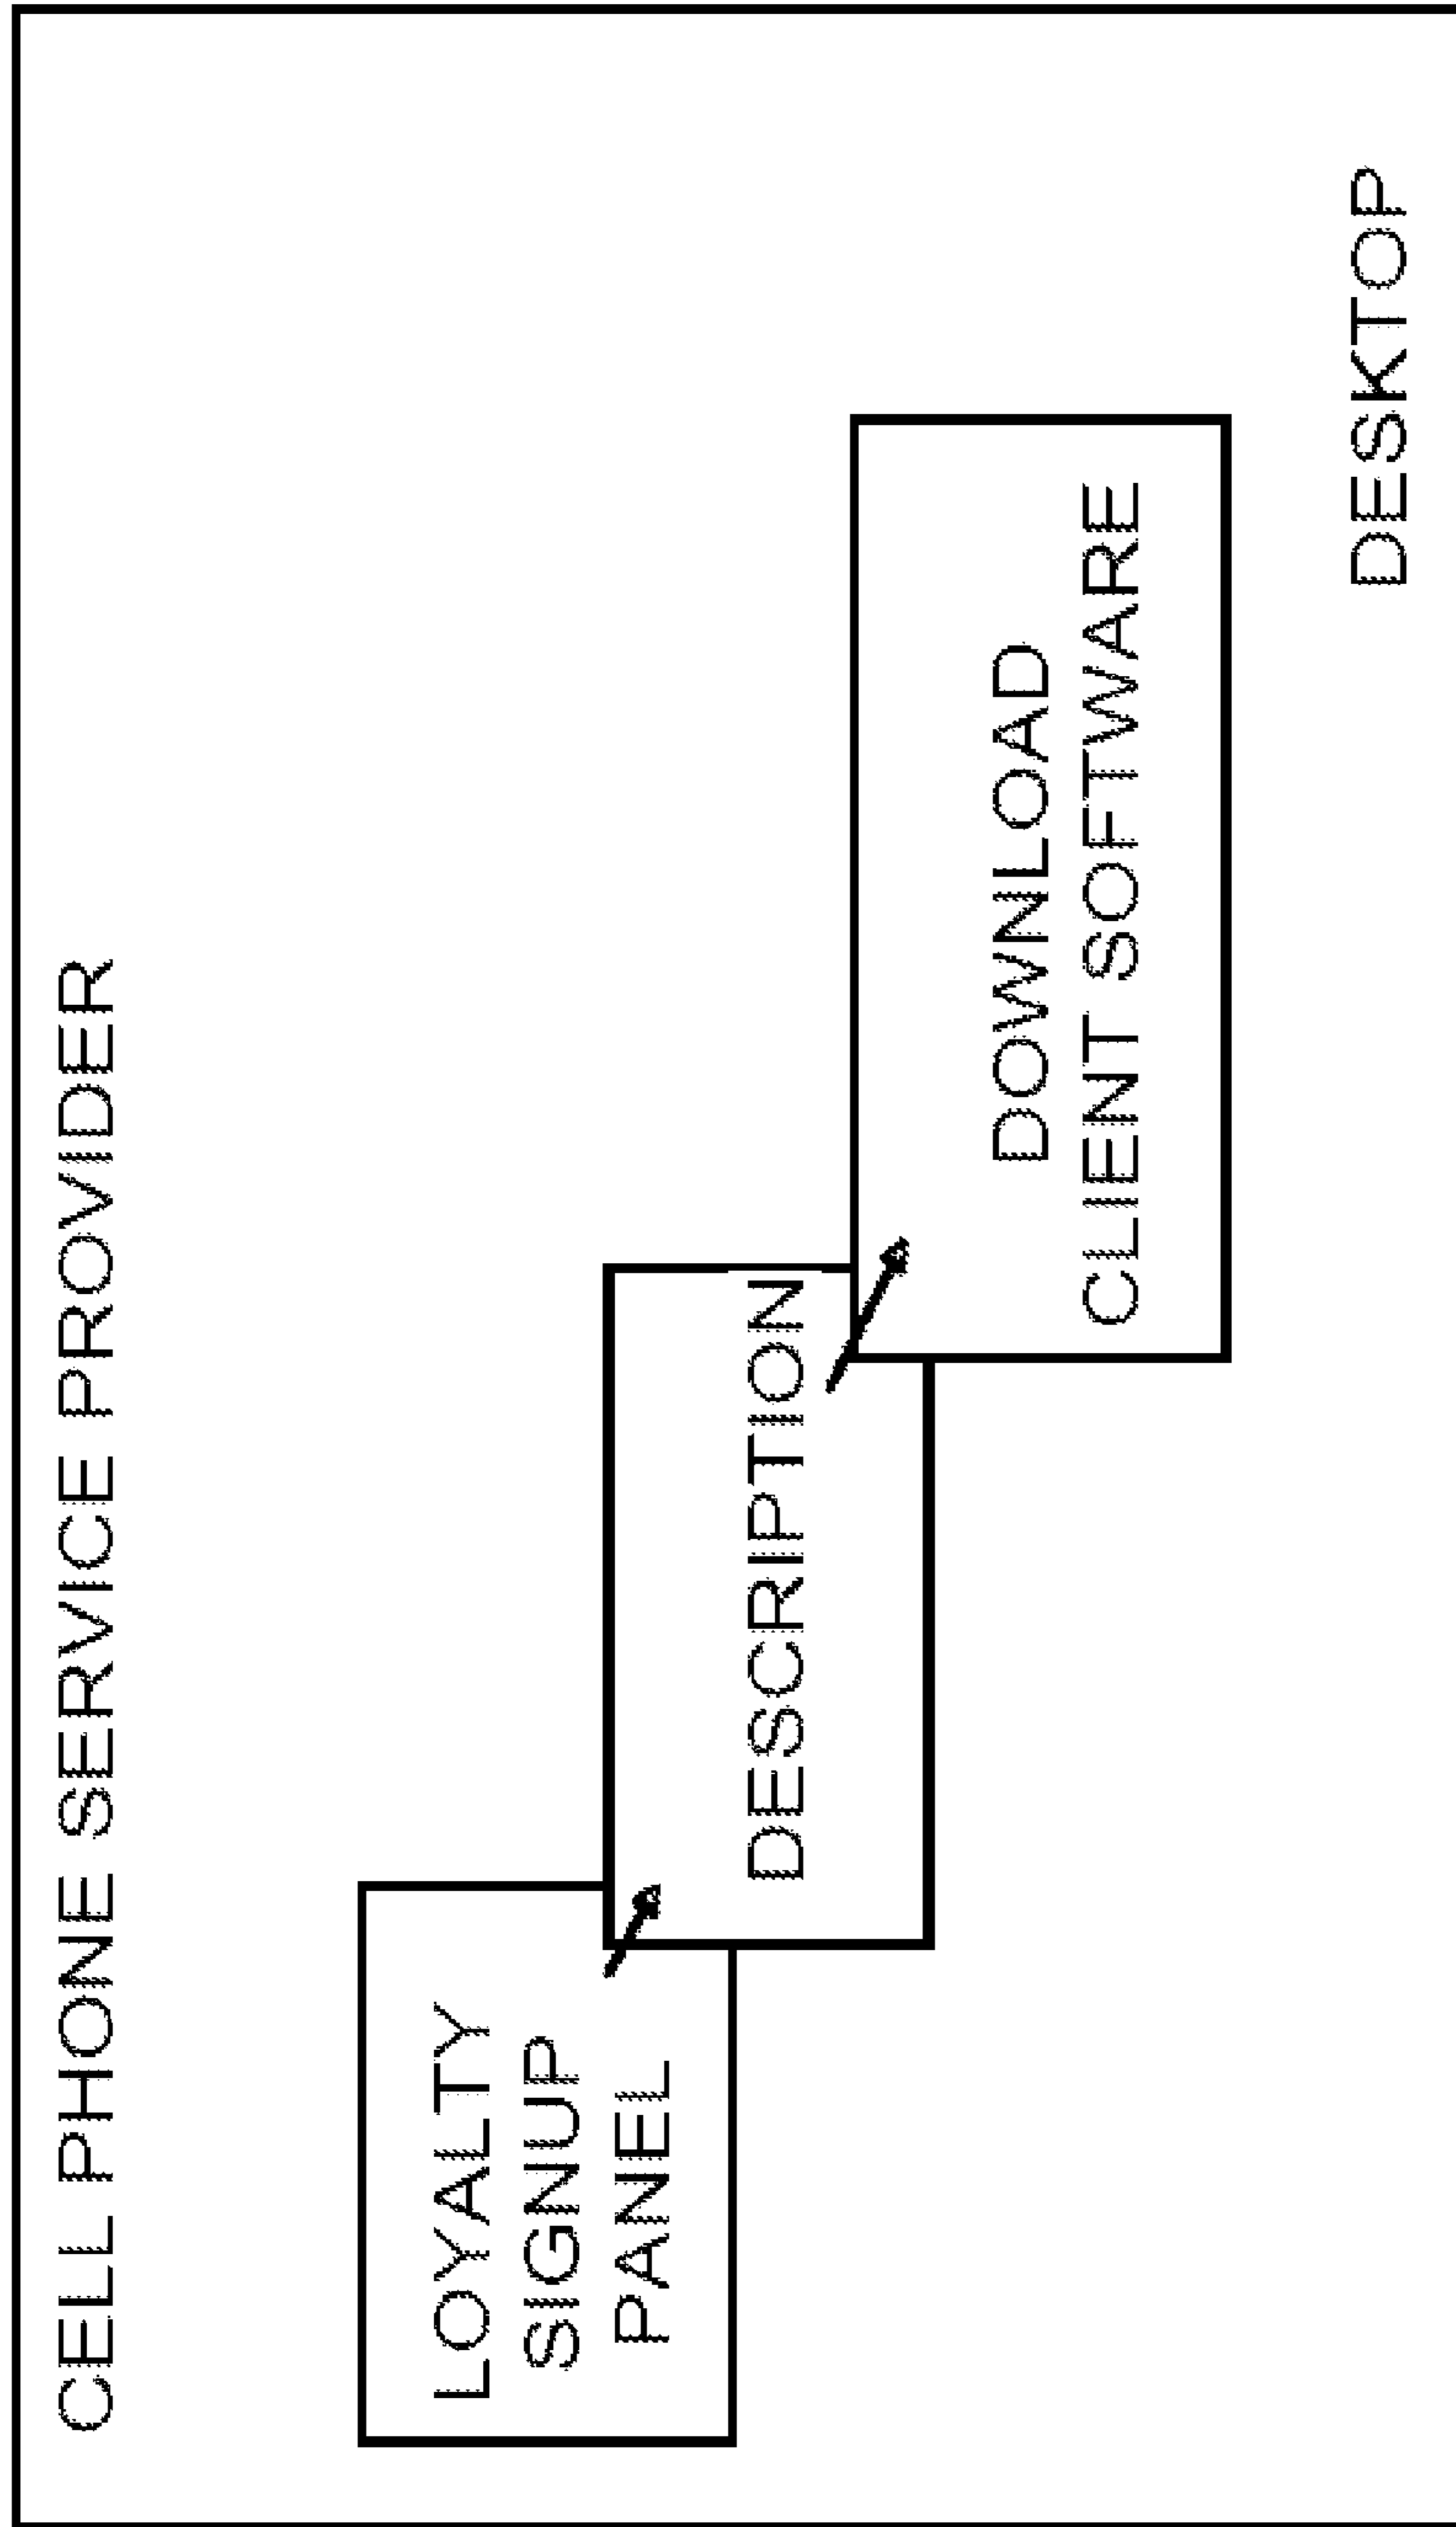 CELL PHONE SERVICE PROVIDER
LOYALTY
SIGNUP
PANEL
DESCRIPTION
DOWNLOAD
CLIENT SOFTWARE
DESKTOP